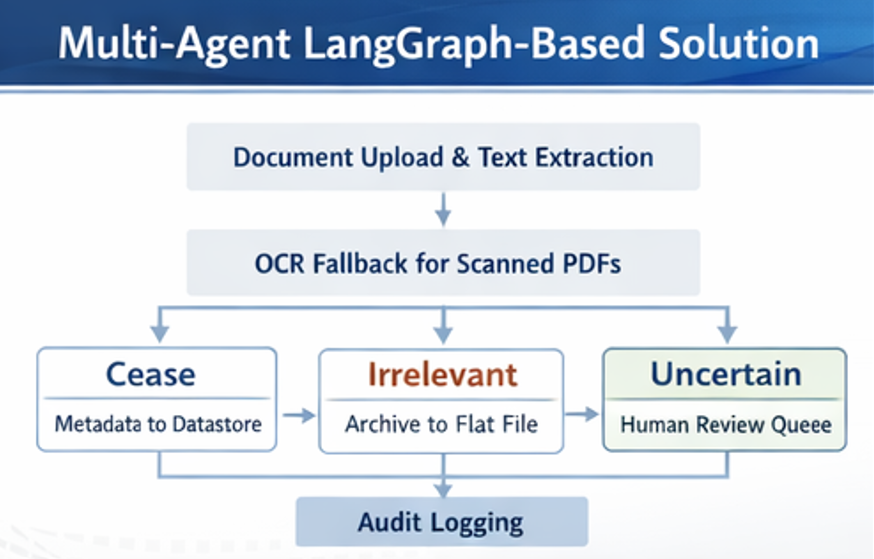 Multi-Agent LangGraph-Based Solution
Document Upload & Text Extraction
OCR Fallback for Scanned PDFs
Cease
Metadata to Datastore
Irrelevant
Archive to Flat File
Uncertain
Human Review Queee
Audit Logging